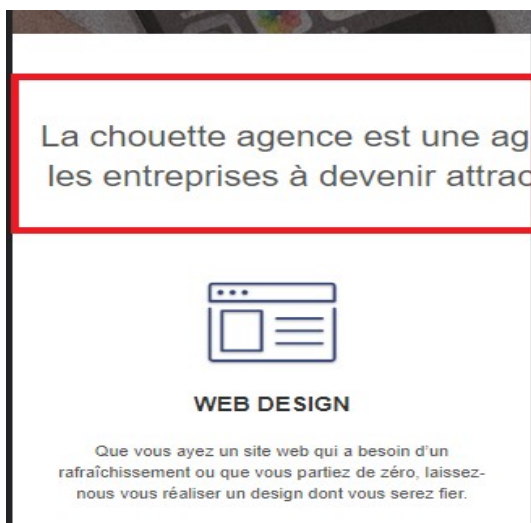 La chouette agence est une ag
les entreprises à devenir attrac
WEB DESIGN
Que vous ayez un site web qui a besoin d'un
rafraîchissement ou que vous partiez de zéro, laissez-
nous vous réaliser un design dont vous serez fier.